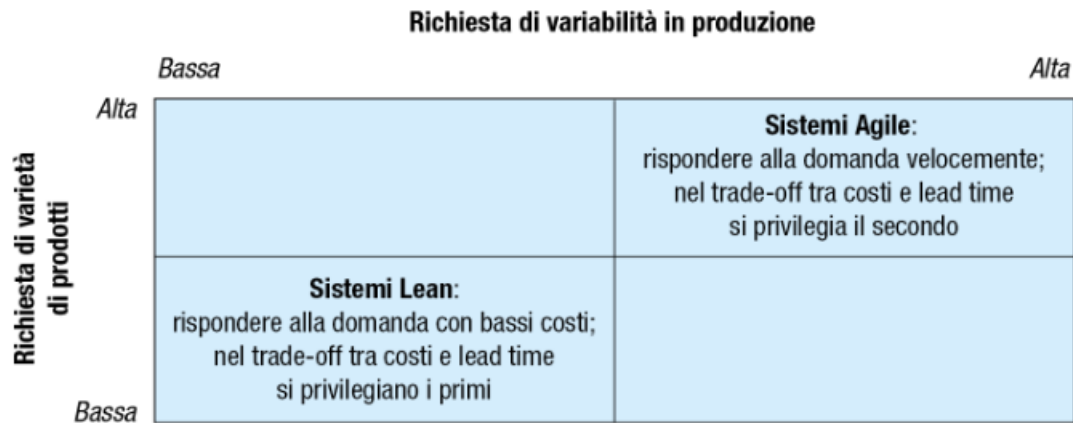 Richiesta di variabilità in produzione
Bassa
Alta
Alta
Richiesta di varietà
di prodotti
Sistemi Agile:
rispondere alla domanda velocemente;
nel trade-off tra costi e lead time
si privilegia il secondo
Sistemi Lean:
rispondere alla domanda con bassi costi;
nel trade-off tra costi e lead time
si privilegiano i primi
Bassa